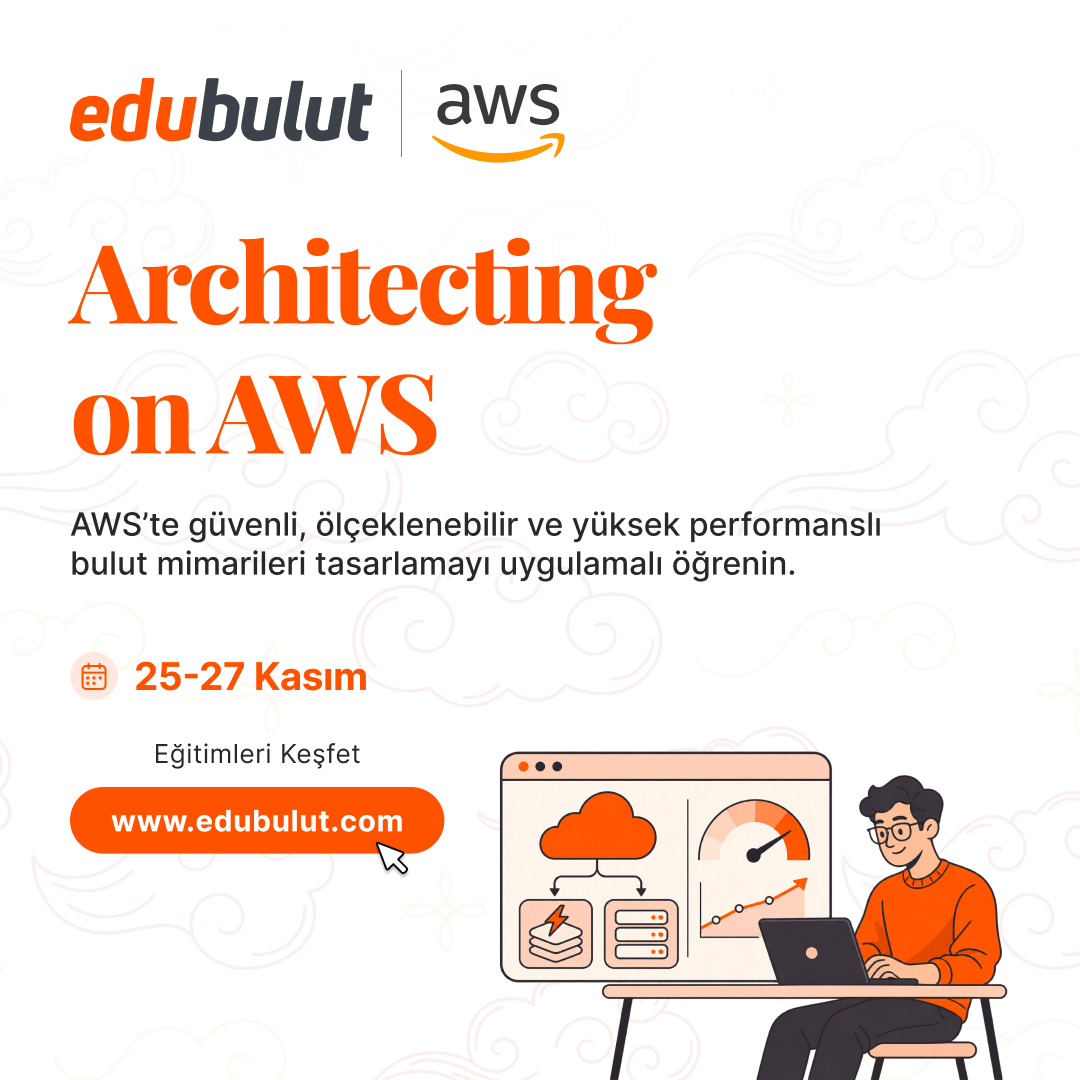 edubulut
aws
Architecting
on AWS
AWS’te güvenli, ölçeklenebilir ve yüksek performanslı
bulut mimarileri tasarlamayı uygulamalı öğrenin.
25-27 Kasım
Eğitimleri Keşfet
www.edubulut.com